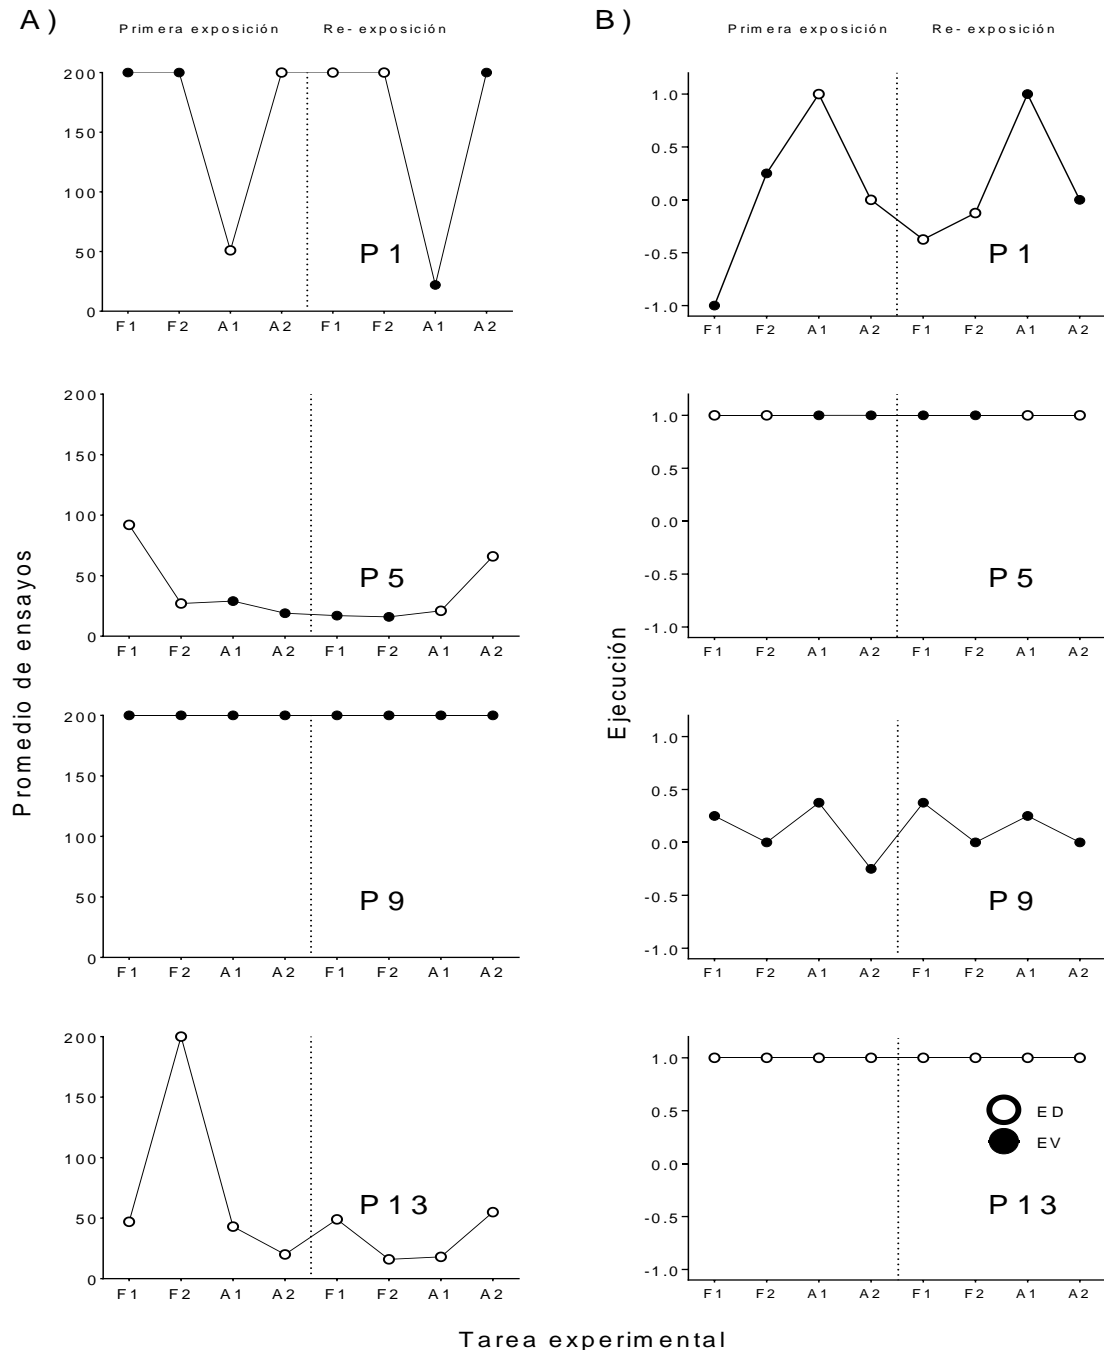 A)
Primera exposición Re- exposición
200
150
100
50
0
P1
F1 F2 A1 A2 F1 F2 A1 A2
200
150
100
50
0
P5
F1 F2 A1 A2 F1 F2 A1 A2
200
150
100
50
0
P9
F1 F2 A1 A2 F1 F2 A1 A2
200
150
100
50
0
P13
F1 F2 A1 A2 F1 F2 A1 A2
Promedio de ensayos
B)
Primera exposición Re- exposición
1.0
0.5
0.0
-0.5
-1.0
P1
F1 F2 A1 A2 F1 F2 A1 A2
1.0
0.5
0.0
-0.5
-1.0
P5
F1 F2 A1 A2 F1 F2 A1 A2
1.0
0.5
0.0
-0.5
-1.0
P9
F1 F2 A1 A2 F1 F2 A1 A2
1.0
0.5
0.0
-0.5
-1.0
ED
EV
P13
F1 F2 A1 A2 F1 F2 A1 A2
Ejecución
Tarea experimental